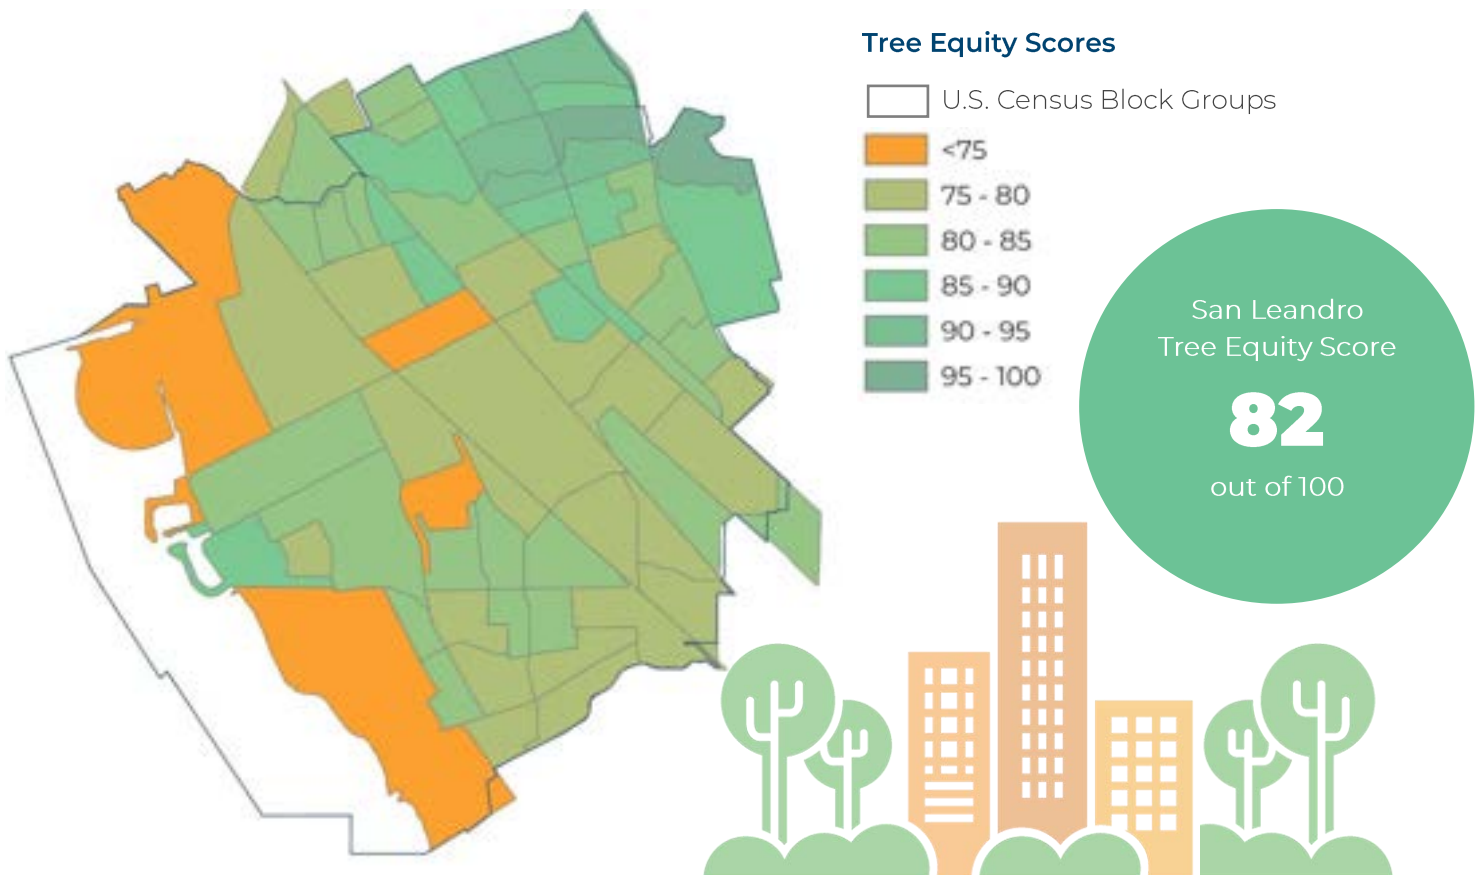 Tree Equity Scores
U.S. Census Block Groups
<75
75 - 80
80 - 85
85 - 90
90 - 95
95 - 100
San Leandro
Tree Equity Score
82
out of 100